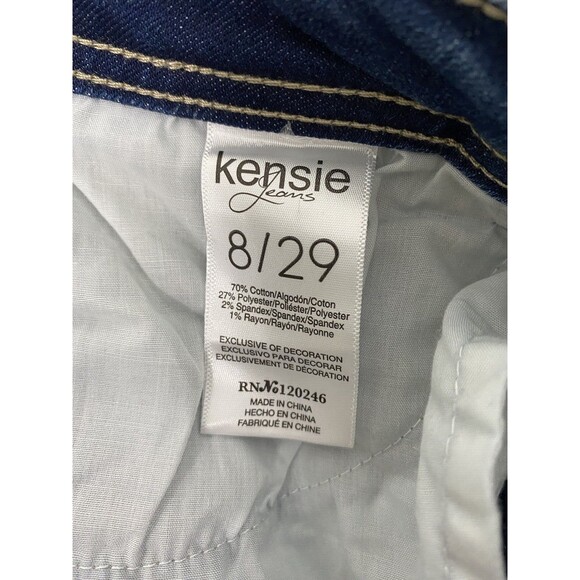 kensie
Jeans
8/29
70% Cotton/Algodón/Coton
27% Polyester/Poliéster/Polyester
2% Spandex/Spandex/Spandex
1% Rayon/Rayón/Rayonne
EXCLUSIVE OF DECORATION
EXCLUSIVO PARA DECORAR
EXCLUSIVEMENT DE DÉCORATION
RN№120246
MADE IN CHINA
HECHO EN CHINA
FABRIQUÉ EN CHINE